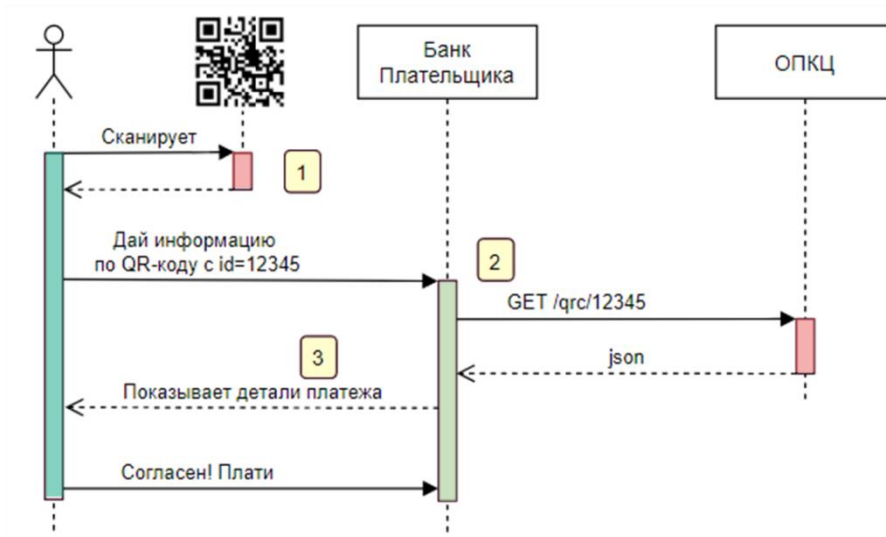 Банк
Плательщика
ОПКЦ
Сканирует
1
Дай информацию
по QR-коду с id=12345
2
GET /qrc/12345
3
json
Показывает детали платежа
Согласен! Плати